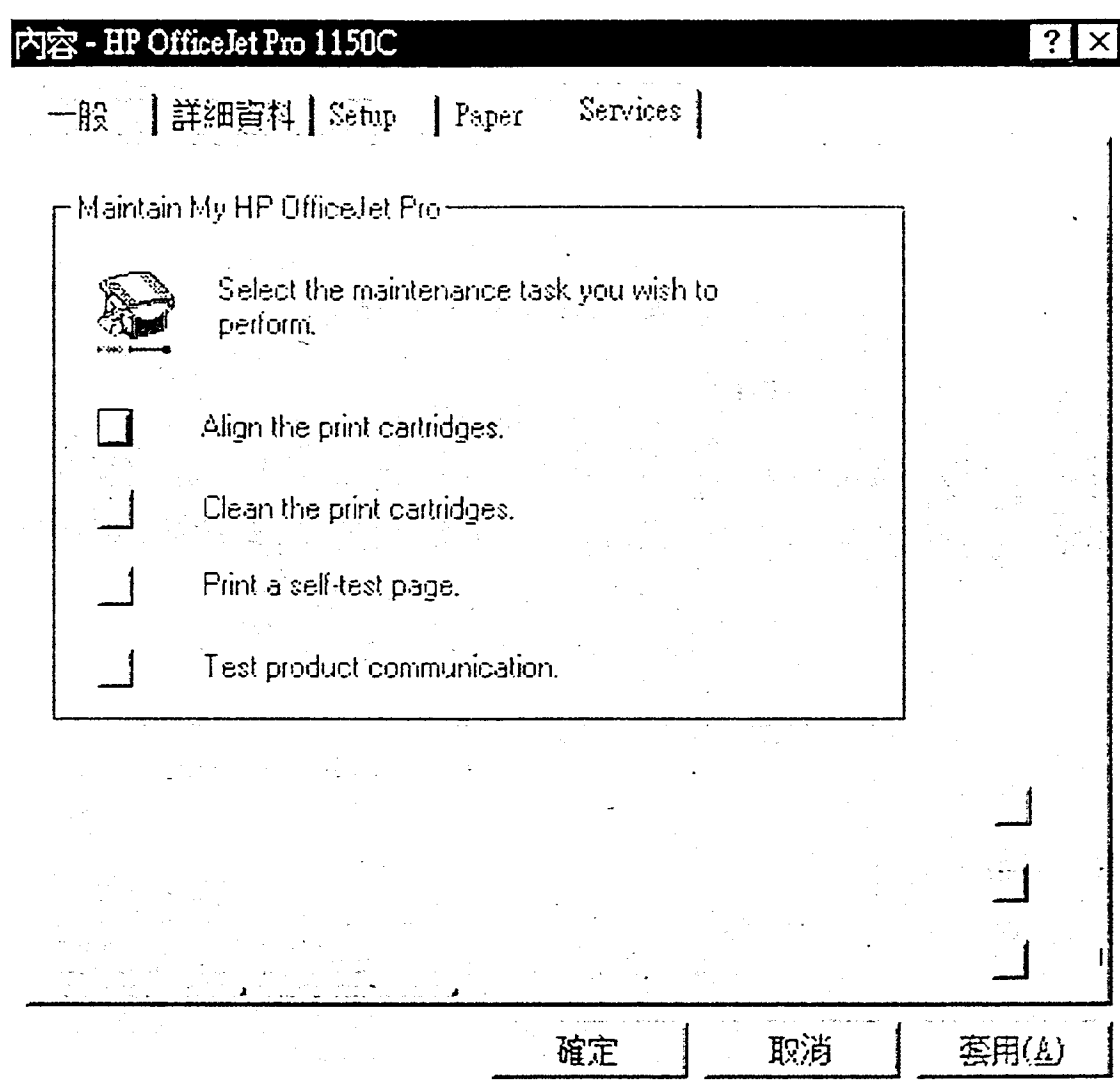 內容 - HP OfficeJet Pro 1150C
一般 詳細資料 Setup Paper Services
Maintain My HP OfficeJet Pro
Select the maintenance task you wish to
perform.
Align the print cartridges.
Clean the print cartridges.
Print a self-test page.
Test product communication.
確定 取消 套用(A)